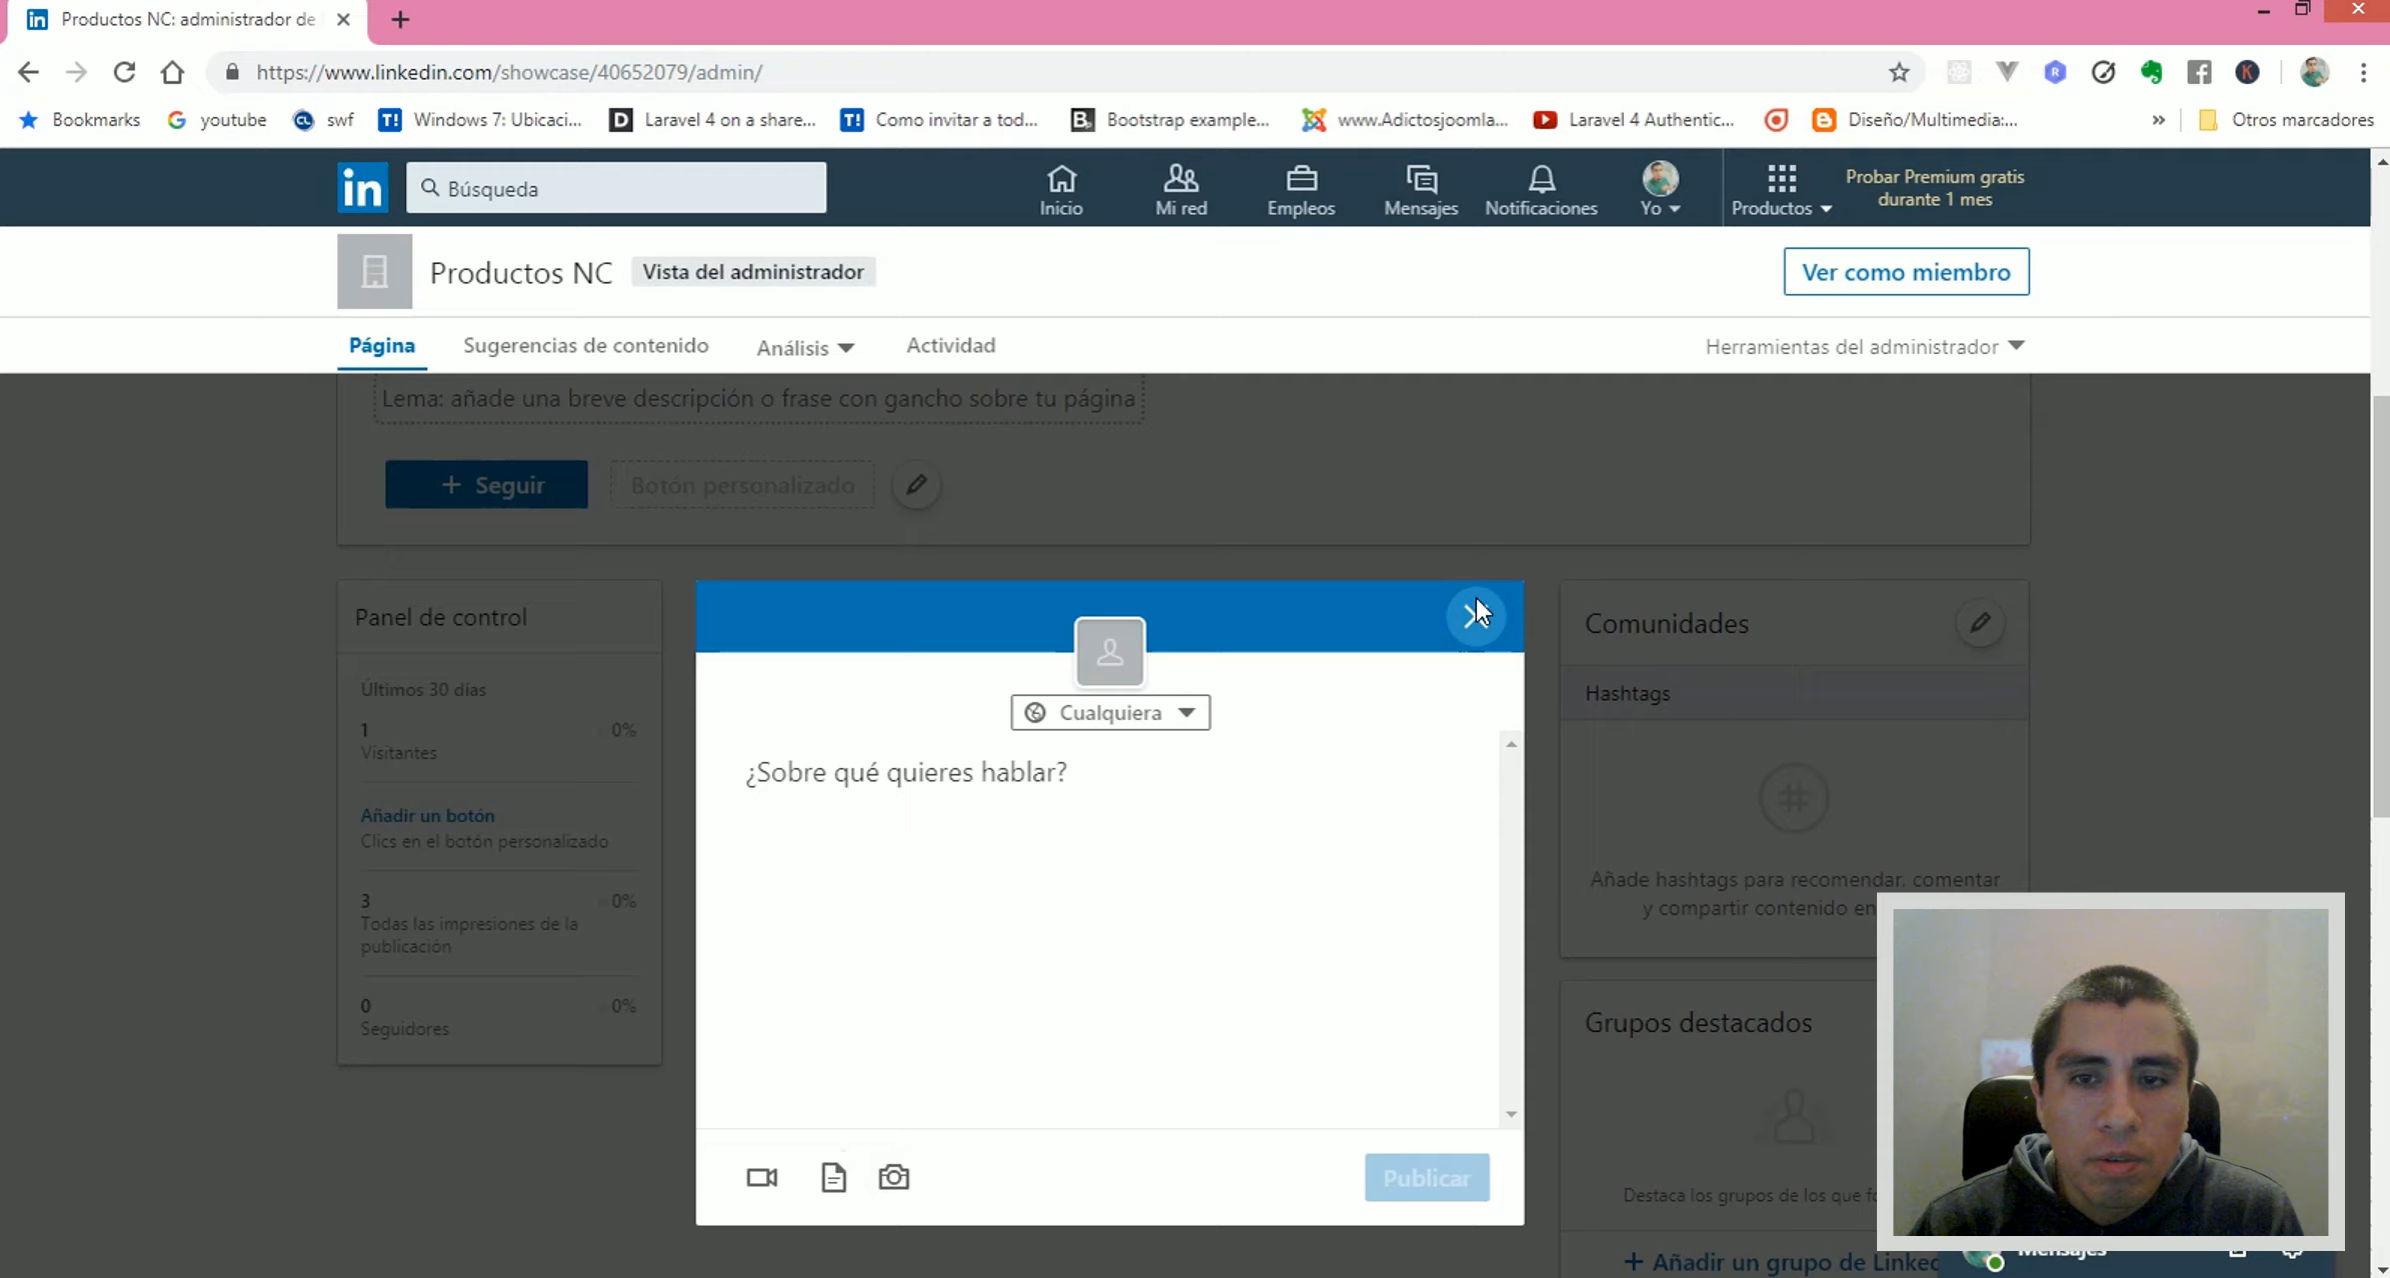 Productos NC: administrador de
https://www.linkedin.com/showcase/40652079/admin/
Bookmarks youtube swf Windows 7: Ubicaci... Laravel 4 on a share... Como invitar a tod... Bootstrap example... www.Adictosjoomla... Laravel 4 Authentic... Diseño/Multimedia:... » Otros marcadores
in Búsqueda
Inicio Mi red Empleos Mensajes Notificaciones Yo Productos
Probar Premium gratis
durante 1 mes
Productos NC Vista del administrador Ver como miembro
Página Sugerencias de contenido Análisis Actividad Herramientas del administrador
Lema: añade una breve descripción o frase con gancho sobre tu página
+ Seguir Botón personalizado
Panel de control
Últimos 30 días
1 0%
Visitantes
Añadir un botón
Clics en el botón personalizado
3 0%
Todas las impresiones de la
publicación
0 0%
Seguidores
Cualquiera
¿Sobre qué quieres hablar?
Publicar
Comunidades
Hashtags
#
Añade hashtags para recomendar, comentar
y compartir contenido en
Grupos destacados
Destaca los grupos de los que
+ Añadir un grupo de Linked
Mensajes